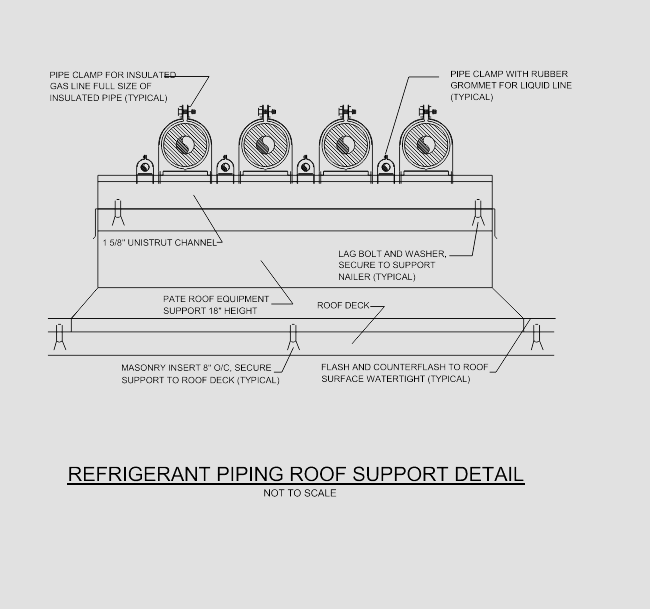 PIPE CLAMP FOR INSULATED
GAS LINE FULL SIZE OF
INSULATED PIPE (TYPICAL)
PIPE CLAMP WITH RUBBER
GROMMET FOR LIQUID LINE
(TYPICAL)
1 5/8" UNISTRUT CHANNEL
LAG BOLT AND WASHER,
SECURE TO SUPPORT
NAILER (TYPICAL)
PATE ROOF EQUIPMENT
SUPPORT 18" HEIGHT
ROOF DECK
MASONRY INSERT 8" O/C, SECURE
SUPPORT TO ROOF DECK (TYPICAL)
FLASH AND COUNTERFLASH TO ROOF
SURFACE WATERTIGHT (TYPICAL)
REFRIGERANT PIPING ROOF SUPPORT DETAIL
NOT TO SCALE